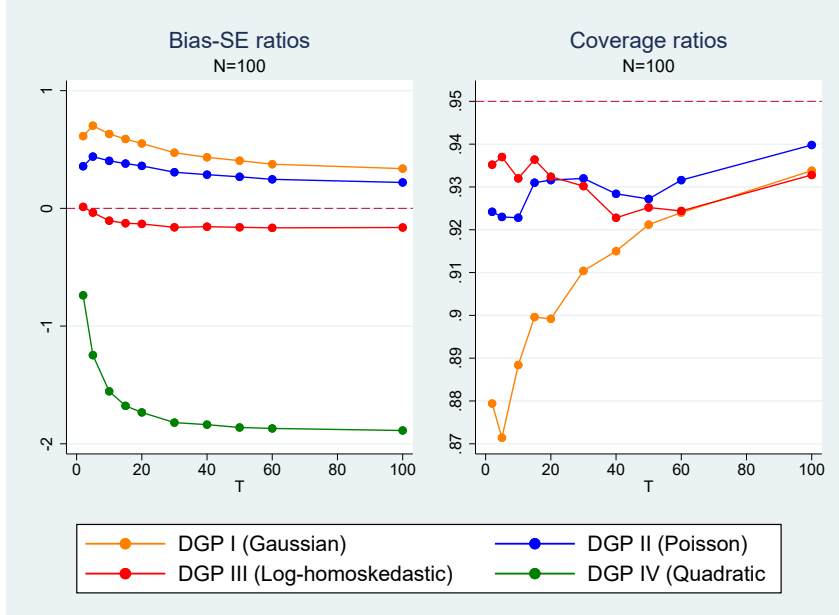 Bias-SE ratios
N=100
1
0
-1
-2
0 20 40 60 80 100
T
Coverage ratios
N=100
.95
.94
.93
.92
.91
.9
.89
.88
.87
0 20 40 60 80 100
T
DGP I (Gaussian) DGP II (Poisson)
DGP III (Log-homoskedastic) DGP IV (Quadratic